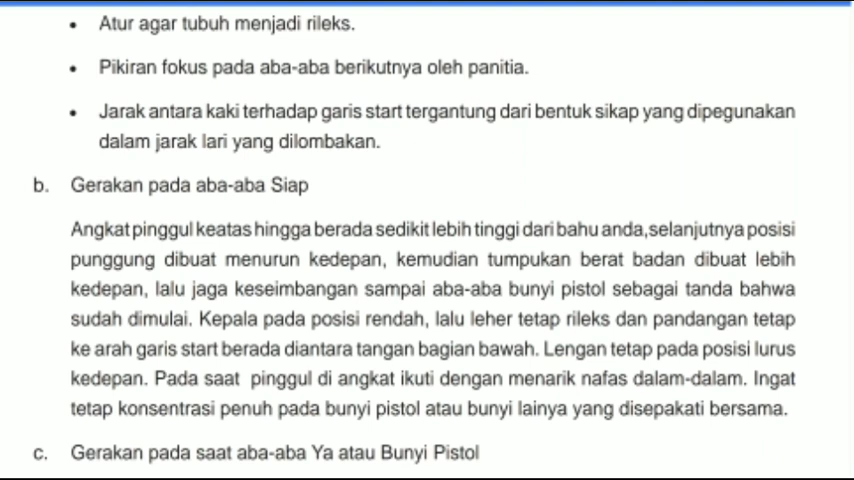 • Atur agar tubuh menjadi rileks.
• Pikiran fokus pada aba-aba berikutnya oleh panitia.
• Jarak antara kaki terhadap garis start tergantung dari bentuk sikap yang dipegunakan
dalam jarak lari yang dilombakan.
b. Gerakan pada aba-aba Siap
Angkat pinggul keatas hingga berada sedikit lebih tinggi dari bahu anda,selanjutnya posisi
punggung dibuat menurun kedepan, kemudian tumpukan berat badan dibuat lebih
kedepan, lalu jaga keseimbangan sampai aba-aba bunyi pistol sebagai tanda bahwa
sudah dimulai. Kepala pada posisi rendah, lalu leher tetap rileks dan pandangan tetap
ke arah garis start berada diantara tangan bagian bawah. Lengan tetap pada posisi lurus
kedepan. Pada saat pinggul di angkat ikuti dengan menarik nafas dalam-dalam. Ingat
tetap konsentrasi penuh pada bunyi pistol atau bunyi lainya yang disepakati bersama.
c. Gerakan pada saat aba-aba Ya atau Bunyi Pistol